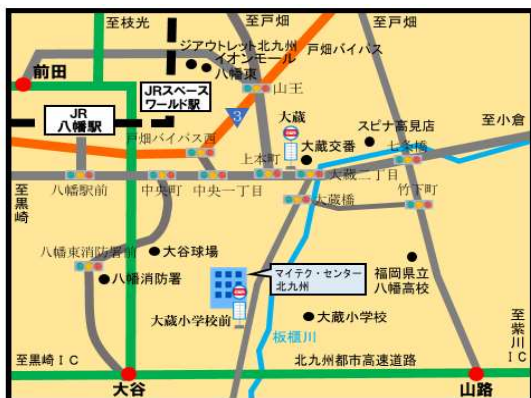 至枝光
至戸畑
至戸畑
ジアウトレット北九州
イオンモール
八幡東
戸畑バイパス
前田
JRスペース
ワールド駅
山王
3
JR
八幡駅
大蔵
スピナ高見店
至小倉
戸畑バイパス西
大蔵交番
上本町
七条橋
八幡駅前
中央町
中央一丁目
大蔵二丁目
至黒崎
大蔵橋
竹下町
八幡東消防署前
大谷球場
八幡消防署
マイテク・センター
北九州
福岡県立
八幡高校
大蔵小学校前
大蔵小学校
板櫃川
至紫川IC
至黒崎IC
北九州都市高速道路
大谷
山路